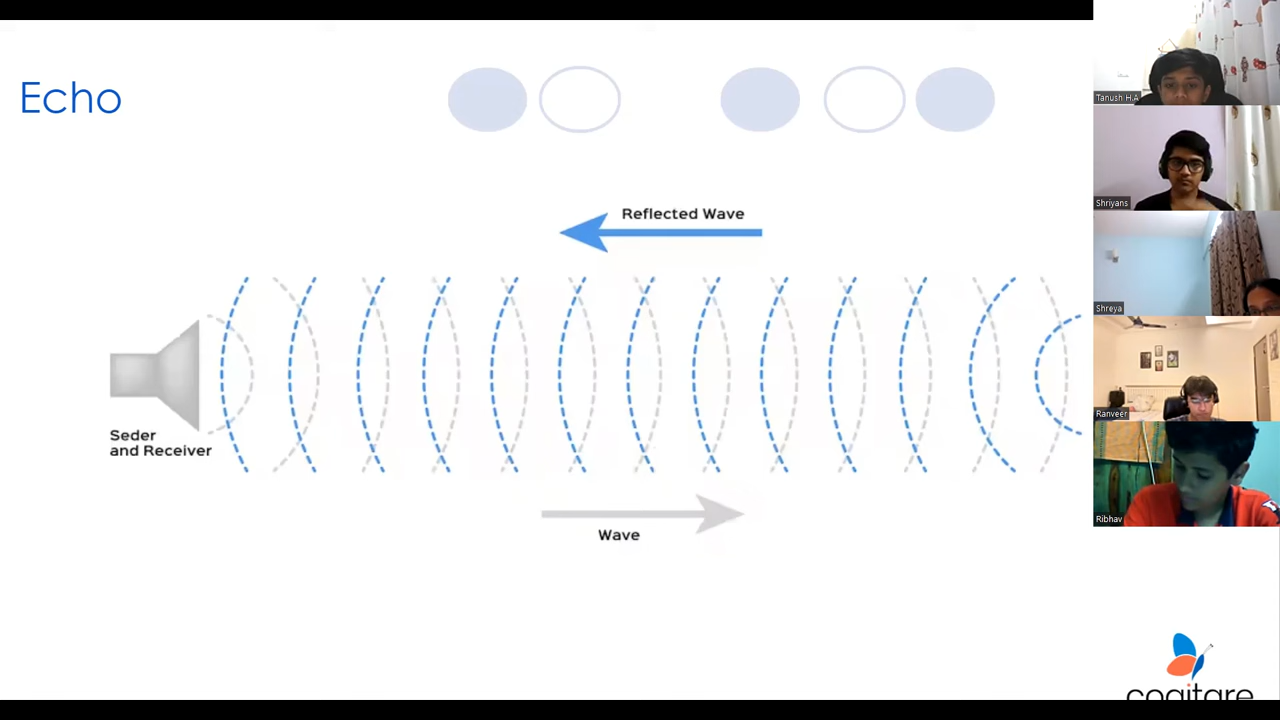 Echo
Reflected Wave
Seder
and Receiver
Wave
Tanush H.A
Shriyans
Shreya
Ranveer
Ribhav
cogitare